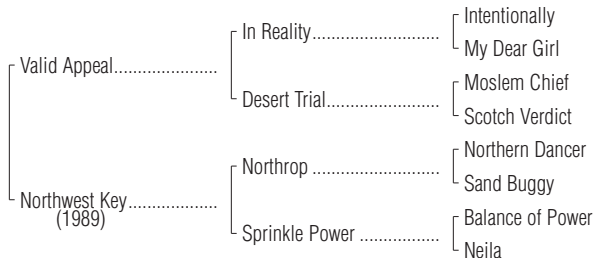 Intentionally
In Reality..........................
My Dear Girl
Valid Appeal.....................
Moslem Chief
Desert Trial.......................
Scotch Verdict
Northern Dancer
Northrop ..........................
Sand Buggy
Northwest Key..................
(1989)
Balance of Power
Sprinkle Power ................
Neila